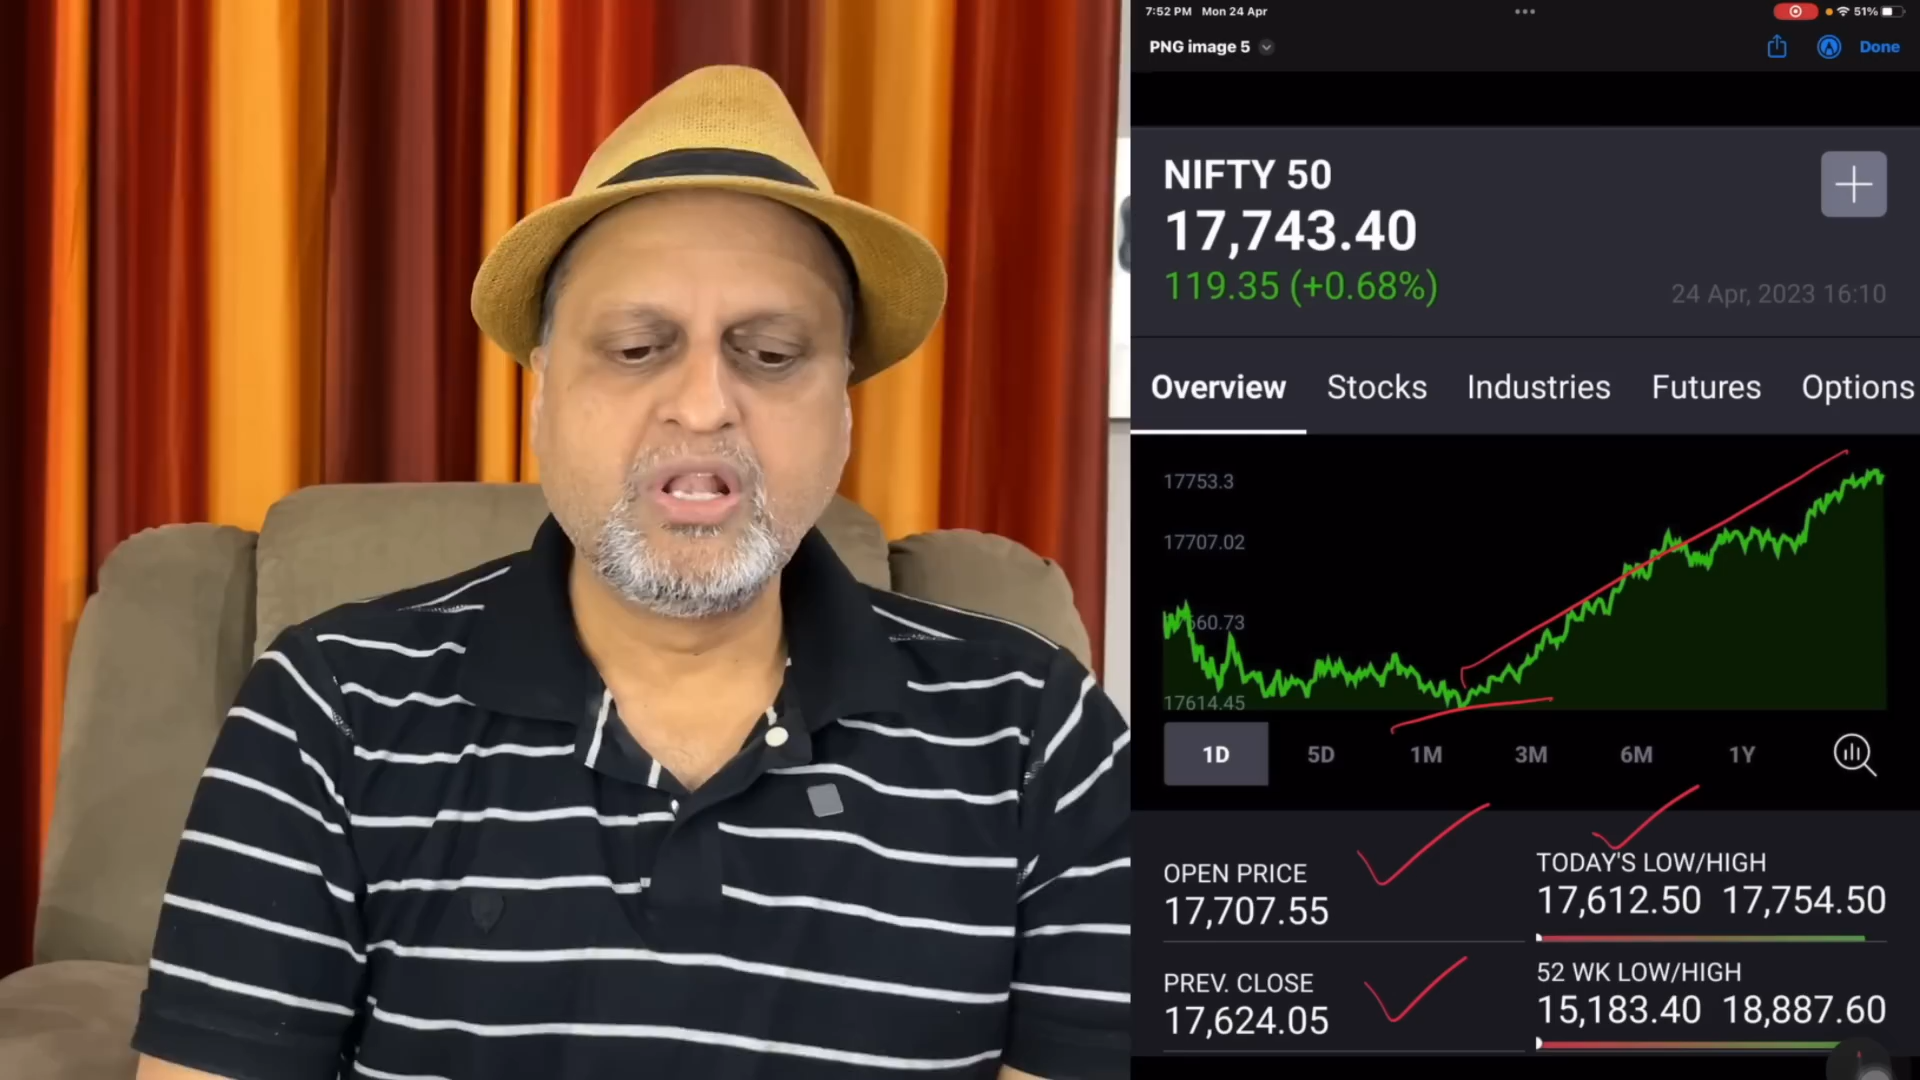 7:52 PM Mon 24 Apr
51%
PNG image 5
Done
NIFTY 50
17,743.40
119.35 (+0.68%)
24 Apr, 2023 16:10
Overview Stocks Industries Futures Options
17753.3
17707.02
660.73
17614.45
1D 5D 1M 3M 6M 1Y
OPEN PRICE
17,707.55
TODAY'S LOW/HIGH
17,612.50 17,754.50
PREV. CLOSE
17,624.05
52 WK LOW/HIGH
15,183.40 18,887.60